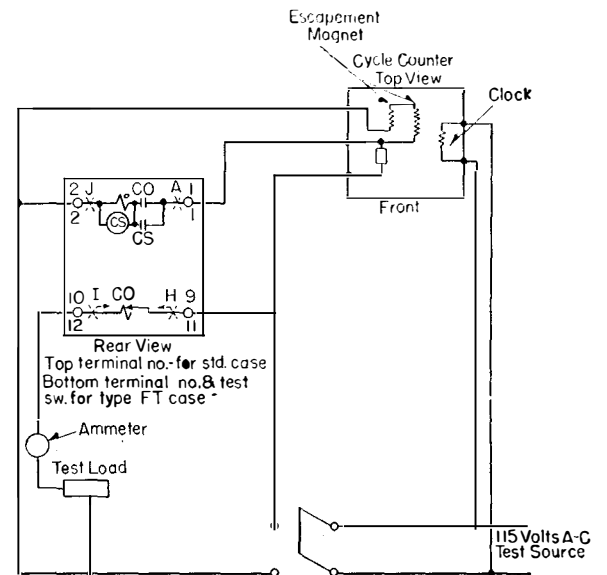 Escapement
Magnet
Cycle Counter
Top View
Clock
Front
2 J CO A 1
2 CS 1
CS
10 I CO H 9
12 11
Rear View
Top terminal no.-for std. case
Bottom terminal no.& test
sw. for type FT case
Ammeter
Test Load
115 Volts A-C
Test Source